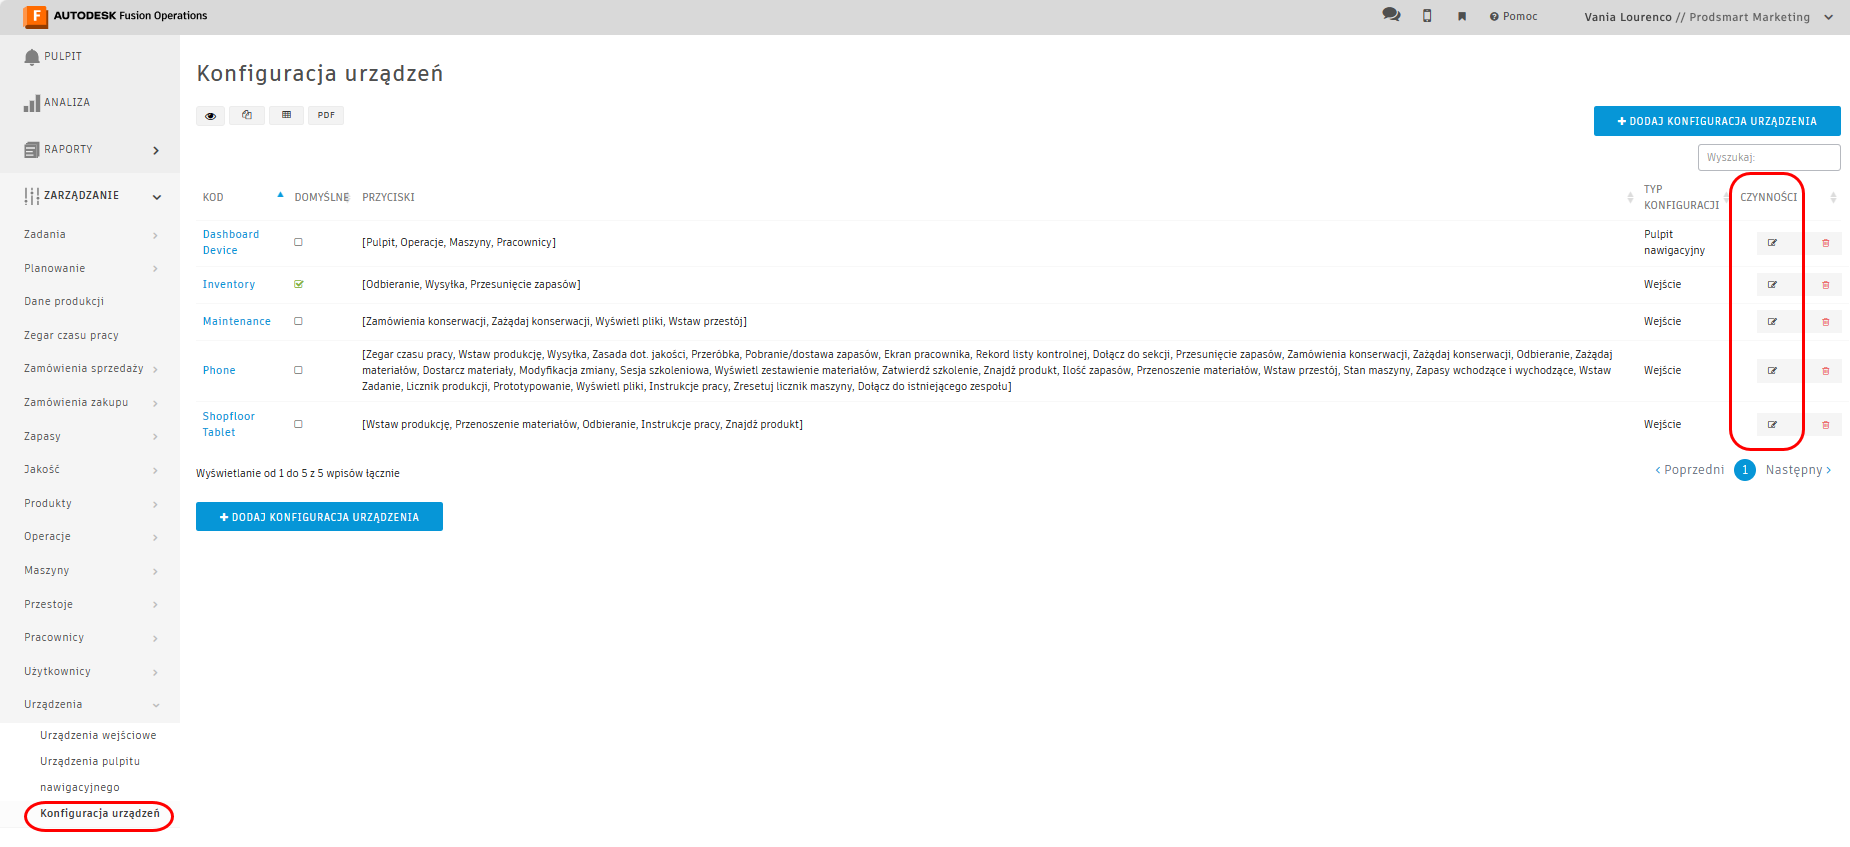 AUTODESK Fusion Operations
Pomoc
Vania Lourenco // Prodsmart Marketing
PULPIT
ANALIZA
RAPORTY
ZARZĄDZANIE
Zadania
Planowanie
Dane produkcji
Zegar czasu pracy
Zamówienia sprzedaży
Zamówienia zakupu
Zapasy
Jakość
Produkty
Operacje
Maszyny
Przestoje
Pracownicy
Użytkownicy
Urządzenia
Urządzenia wejściowe
Urządzenia pulpitu
nawigacyjnego
Konfiguracja urządzeń
Konfiguracja urządzeń
PDF
DODAJ KONFIGURACJA URZĄDZENIA
Wyszukaj:
KOD DOMYŚLNE PRZYCISKI TYP KONFIGURACJI CZYNNOŚCI
Dashboard
Device
[Pulpit, Operacje, Maszyny, Pracownicy]
Pulpit
nawigacyjny
Inventory
[Odbieranie, Wysyłka, Przesunięcie zapasów]
Wejście
Maintenance
[Zamówienia konserwacji, Zażądaj konserwacji, Wyświetl pliki, Wstaw przestój]
Wejście
Phone
[Zegar czasu pracy, Wstaw produkcję, Wysyłka, Zasada dot. jakości, Przeróbka, Pobranie/dostawa zapasów, Ekran pracownika, Rekord listy kontrolnej, Dołącz do sekcji, Przesunięcie zapasów, Zamówienia konserwacji, Zażądaj konserwacji, Odbieranie, Zażądaj
materiałów, Dostarcz materiały, Modyfikacja zmiany, Sesja szkoleniowa, Wyświetl zestawienie materiałów, Zatwierdź szkolenie, Znajdź produkt, Ilość zapasów, Przenoszenie materiałów, Wstaw przestój, Stan maszyny, Zapasy wchodzące i wychodzące, Wstaw
Zadanie, Licznik produkcji, Prototypowanie, Wyświetl pliki, Instrukcje pracy, Zresetuj licznik maszyny, Dołącz do istniejącego zespołu]
Wejście
Shopfloor
Tablet
[Wstaw produkcję, Przenoszenie materiałów, Odbieranie, Instrukcje pracy, Znajdź produkt]
Wejście
Wyświetlanie od 1 do 5 z 5 wpisów łącznie
Poprzedni 1 Następny
DODAJ KONFIGURACJA URZĄDZENIA